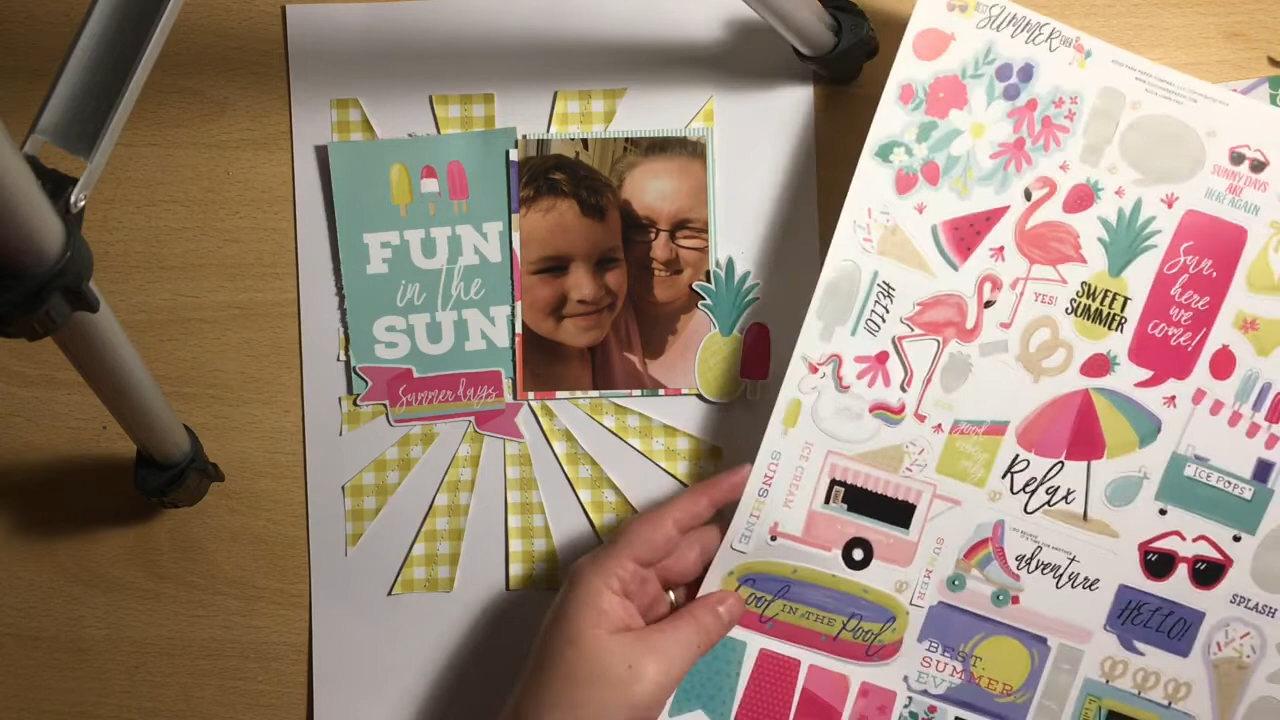 FUN
in the
SUN
Summer days
BEST
SUMMER
EVER
SUNNY DAYS
ARE
HERE AGAIN
Sun,
here
we
come!
HELLO!
YES!
SWEET
SUMMER
Relax
ICE POPS
ICE CREAM
SUNSHINE
SUMMER
adventure
Cool IN THE Pool
HELLO!
SPLASH
BEST.
SUMMER.